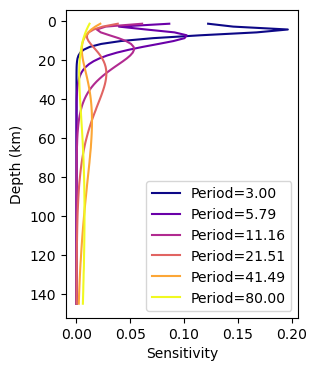 0
20
40
60
80
100
120
140
Depth (km)
Period=3.00
Period=5.79
Period=11.16
Period=21.51
Period=41.49
Period=80.00
0.00 0.05 0.10 0.15 0.20
Sensitivity